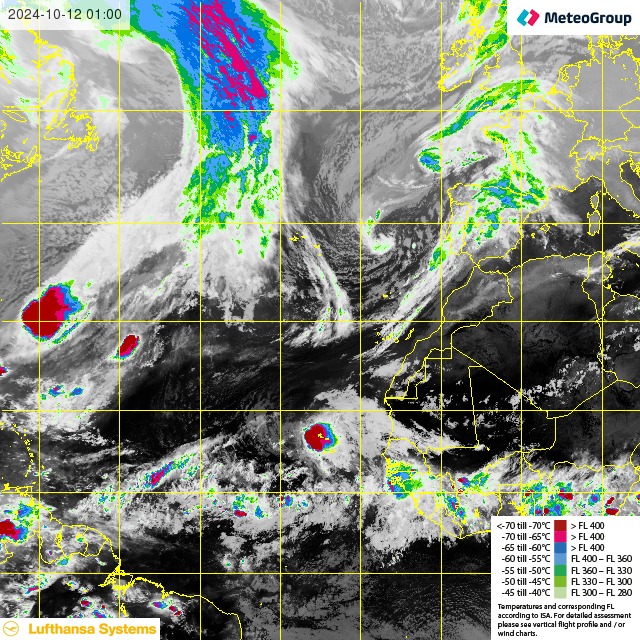 2024-10-12 01:00
MeteoGroup
<-70 till -70°C > FL 400
-70 till -65°C > FL 400
-65 till -60°C > FL 400
-60 till -55°C FL 400 – FL 360
-55 till -50°C FL 360 – FL 330
-50 till -45°C FL 330 – FL 300
-45 till -40°C FL 300 – FL 280
Temperatures and corresponding FL
according to ISA. For detailed assessment
please see vertical flight profile and / or
wind charts.
Lufthansa Systems